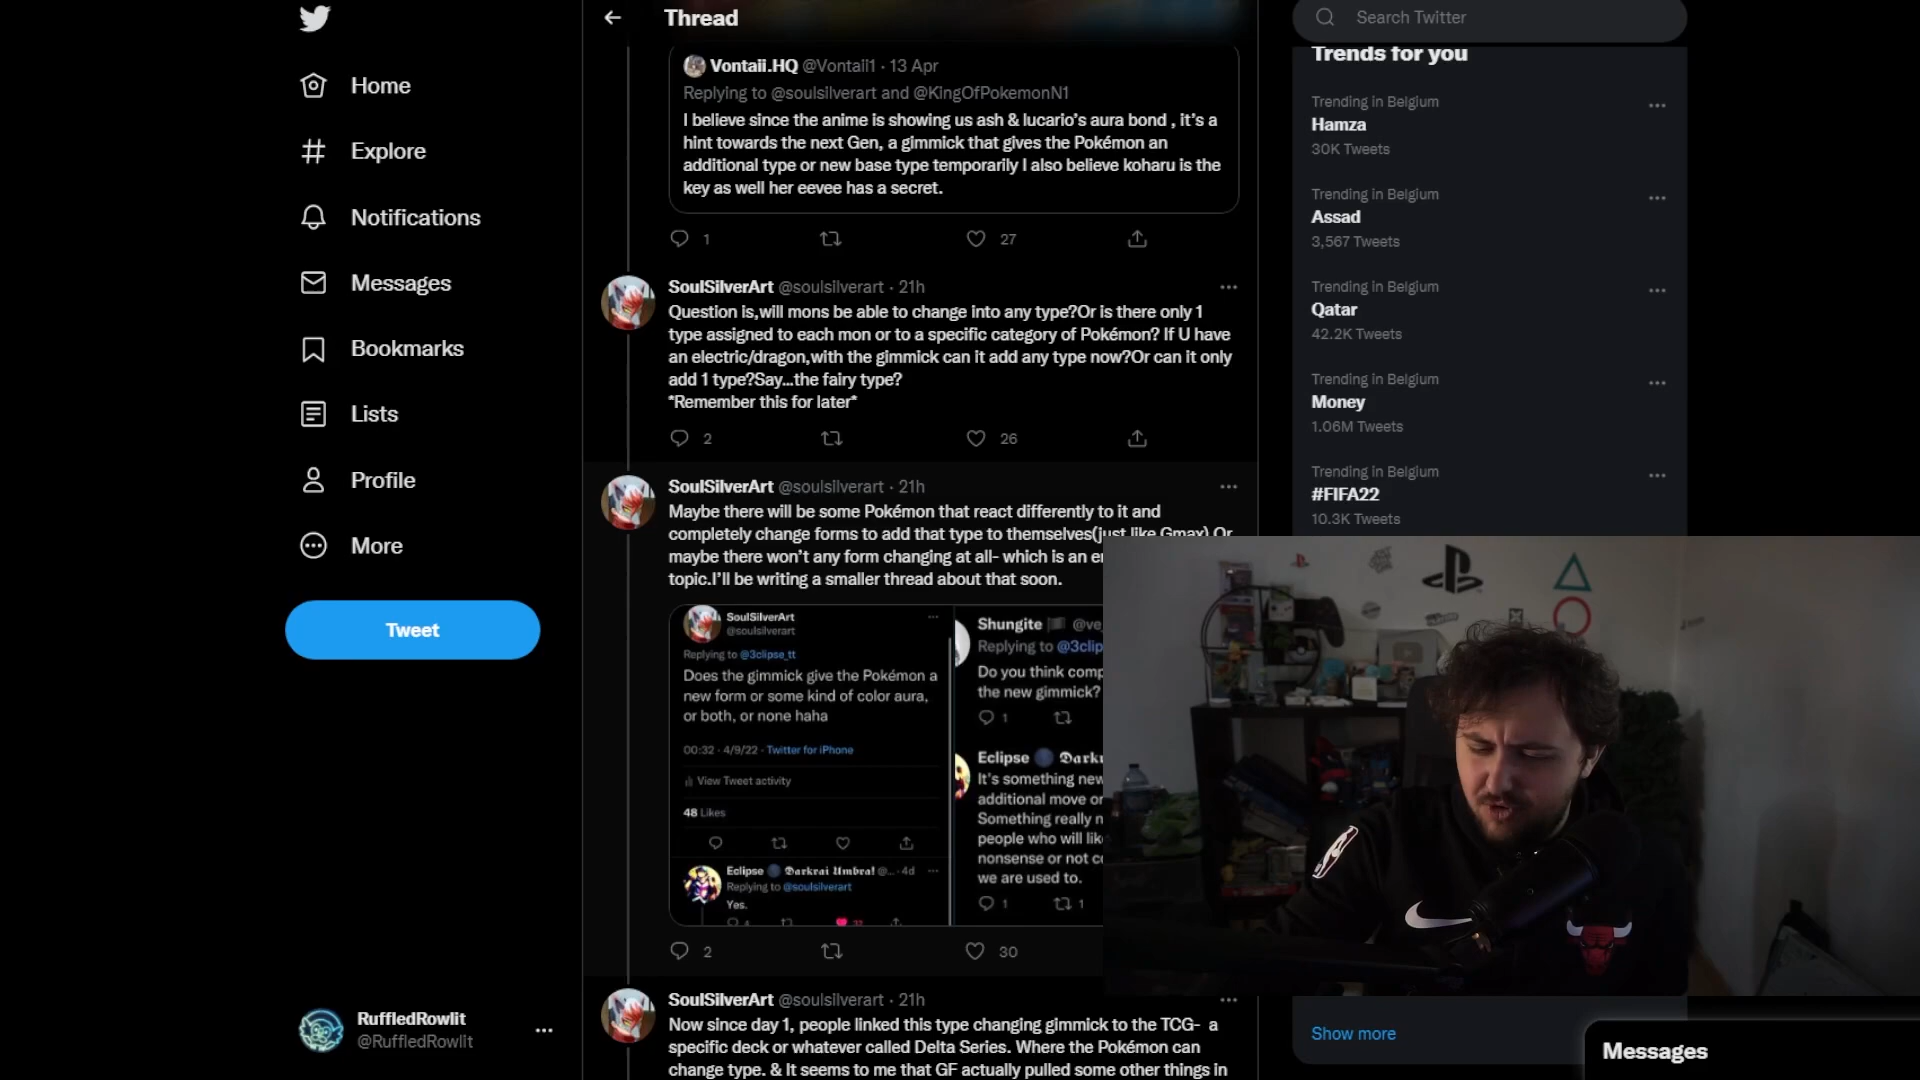 Home
Explore
Notifications
Messages
Bookmarks
Lists
Profile
More
Tweet
RuffledRowlit
@RuffledRowlit
Thread
Vontaii.HQ @Vontaii1 · 13 Apr
Replying to @soulsilverart and @KingOfPokemonN1
I believe since the anime is showing us ash & lucario's aura bond , it's a
hint towards the next Gen, a gimmick that gives the Pokémon an
additional type or new base type temporarily I also believe koharu is the
key as well her eevee has a secret.
1
27
SoulSilverArt @soulsilverart · 21h
Question is,will mons be able to change into any type?Or is there only 1
type assigned to each mon or to a specific category of Pokémon? If U have
an electric/dragon,with the gimmick can it add any type now?Or can it only
add 1 type?Say...the fairy type?
*Remember this for later*
2
26
SoulSilverArt @soulsilverart · 21h
Maybe there will be some Pokémon that react differently to it and
completely change forms to add that type to themselves(just like Gmax) Or
maybe there won't any form changing at all- which is an
topic.I'll be writing a smaller thread about that soon.
SoulSilverArt
@soulsilverart
Replying to @3clipse_tt
Does the gimmick give the Pokémon a
new form or some kind of color aura,
or both, or none haha
00:32 · 4/9/22 · Twitter for iPhone
View Tweet activity
48 Likes
Eclipse Darkrai Umbra! @... · 4d
Replying to @soulsilverart
Yes.
Shungite @ve
Replying to @3clip
Do you think comp
the new gimmick?
1
Eclipse Darkr
It's something new
additional move or
Something really n
people who will lik
nonsense or not c
we are used to.
1
1
2
30
SoulSilverArt @soulsilverart · 21h
Now since day 1, people linked this type changing gimmick to the TCG- a
specific deck or whatever called Delta Series. Where the Pokémon can
change type. & It seems to me that GF actually pulled some other things in
Search Twitter
Trends for you
Trending in Belgium
Hamza
30K Tweets
Trending in Belgium
Assad
3,567 Tweets
Trending in Belgium
Qatar
42.2K Tweets
Trending in Belgium
Money
1.06M Tweets
Trending in Belgium
#FIFA22
10.3K Tweets
Show more
Messages